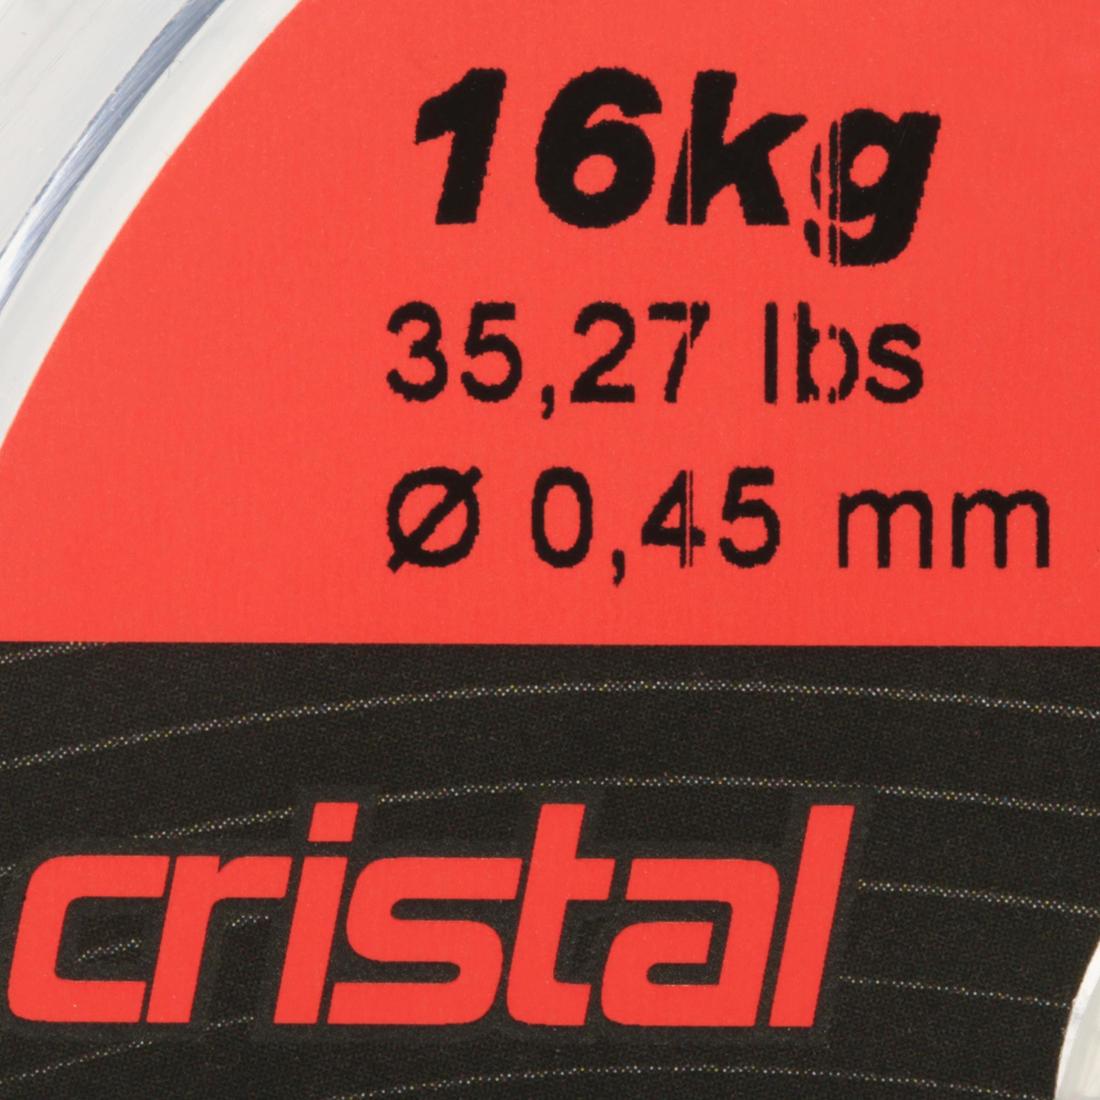 16kg
35,27 lbs
Ø 0,45 mm
cristal